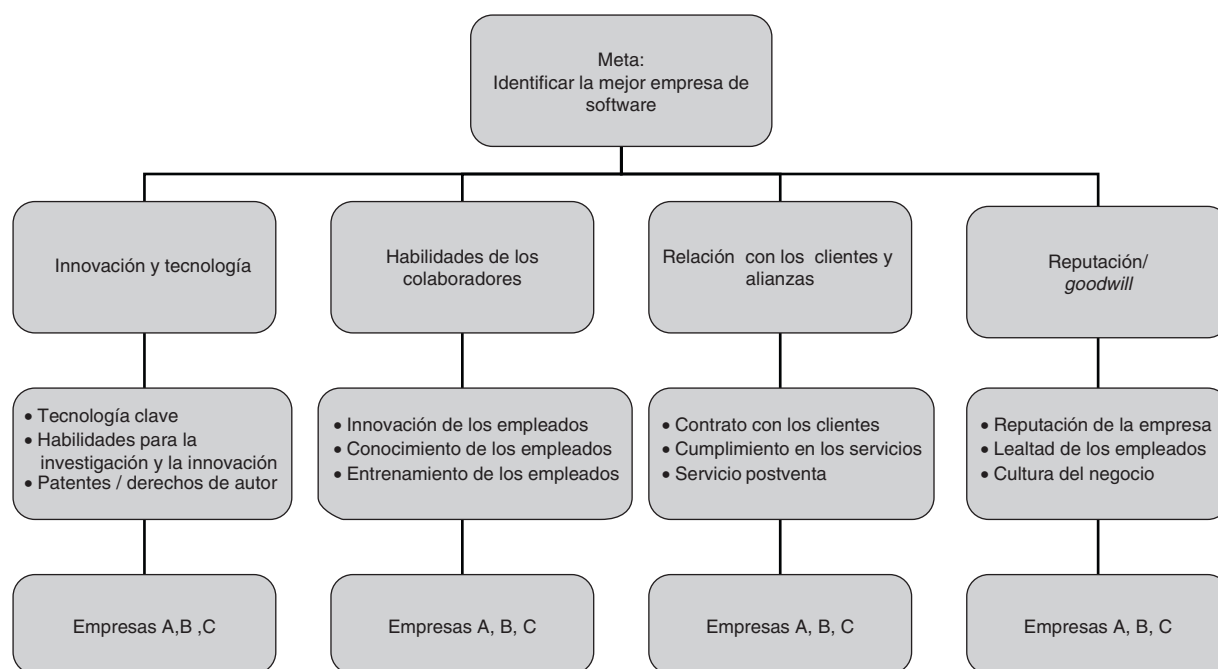 Meta:
Identificar la mejor empresa de
software
Innovación y tecnología
Habilidades de los
colaboradores
Relación con los clientes y
alianzas
Reputación/
goodwill
• Tecnología clave
• Habilidades para la
investigación y la innovación
• Patentes / derechos de autor
• Innovación de los empleados
• Conocimiento de los empleados
• Entrenamiento de los empleados
• Contrato con los clientes
• Cumplimiento en los servicios
• Servicio postventa
• Reputación de la empresa
• Lealtad de los empleados
• Cultura del negocio
Empresas A,B ,C
Empresas A, B, C
Empresas A, B, C
Empresas A, B, C